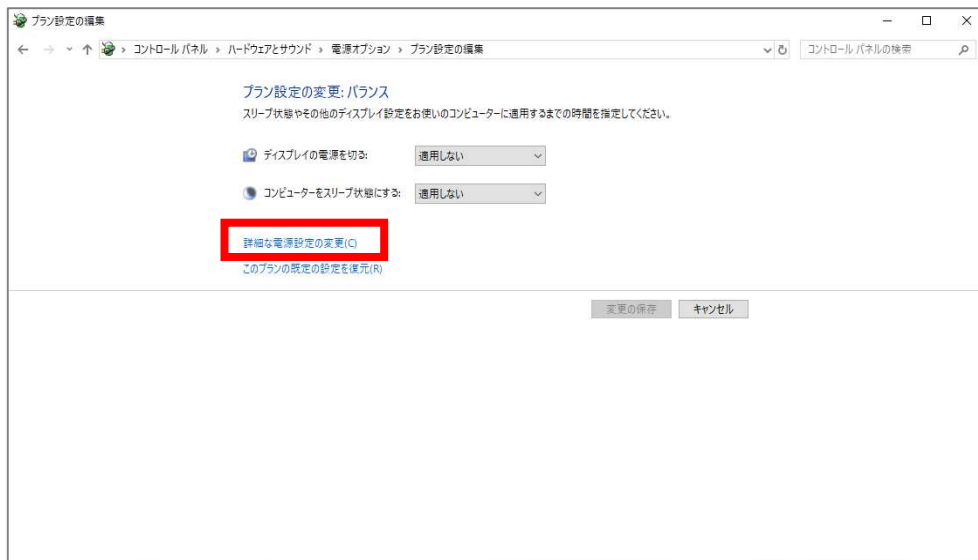 プラン設定の編集
コントロール パネル › ハードウェアとサウンド › 電源オプション › プラン設定の編集
コントロール パネルの検索
プラン設定の変更: バランス
スリープ状態やその他のディスプレイ設定をお使いのコンピューターに適用するまでの時間を指定してください。
ディスプレイの電源を切る: 適用しない
コンピューターをスリープ状態にする: 適用しない
詳細な電源設定の変更(C)
このプランの既定の設定を復元(R)
変更の保存 キャンセル